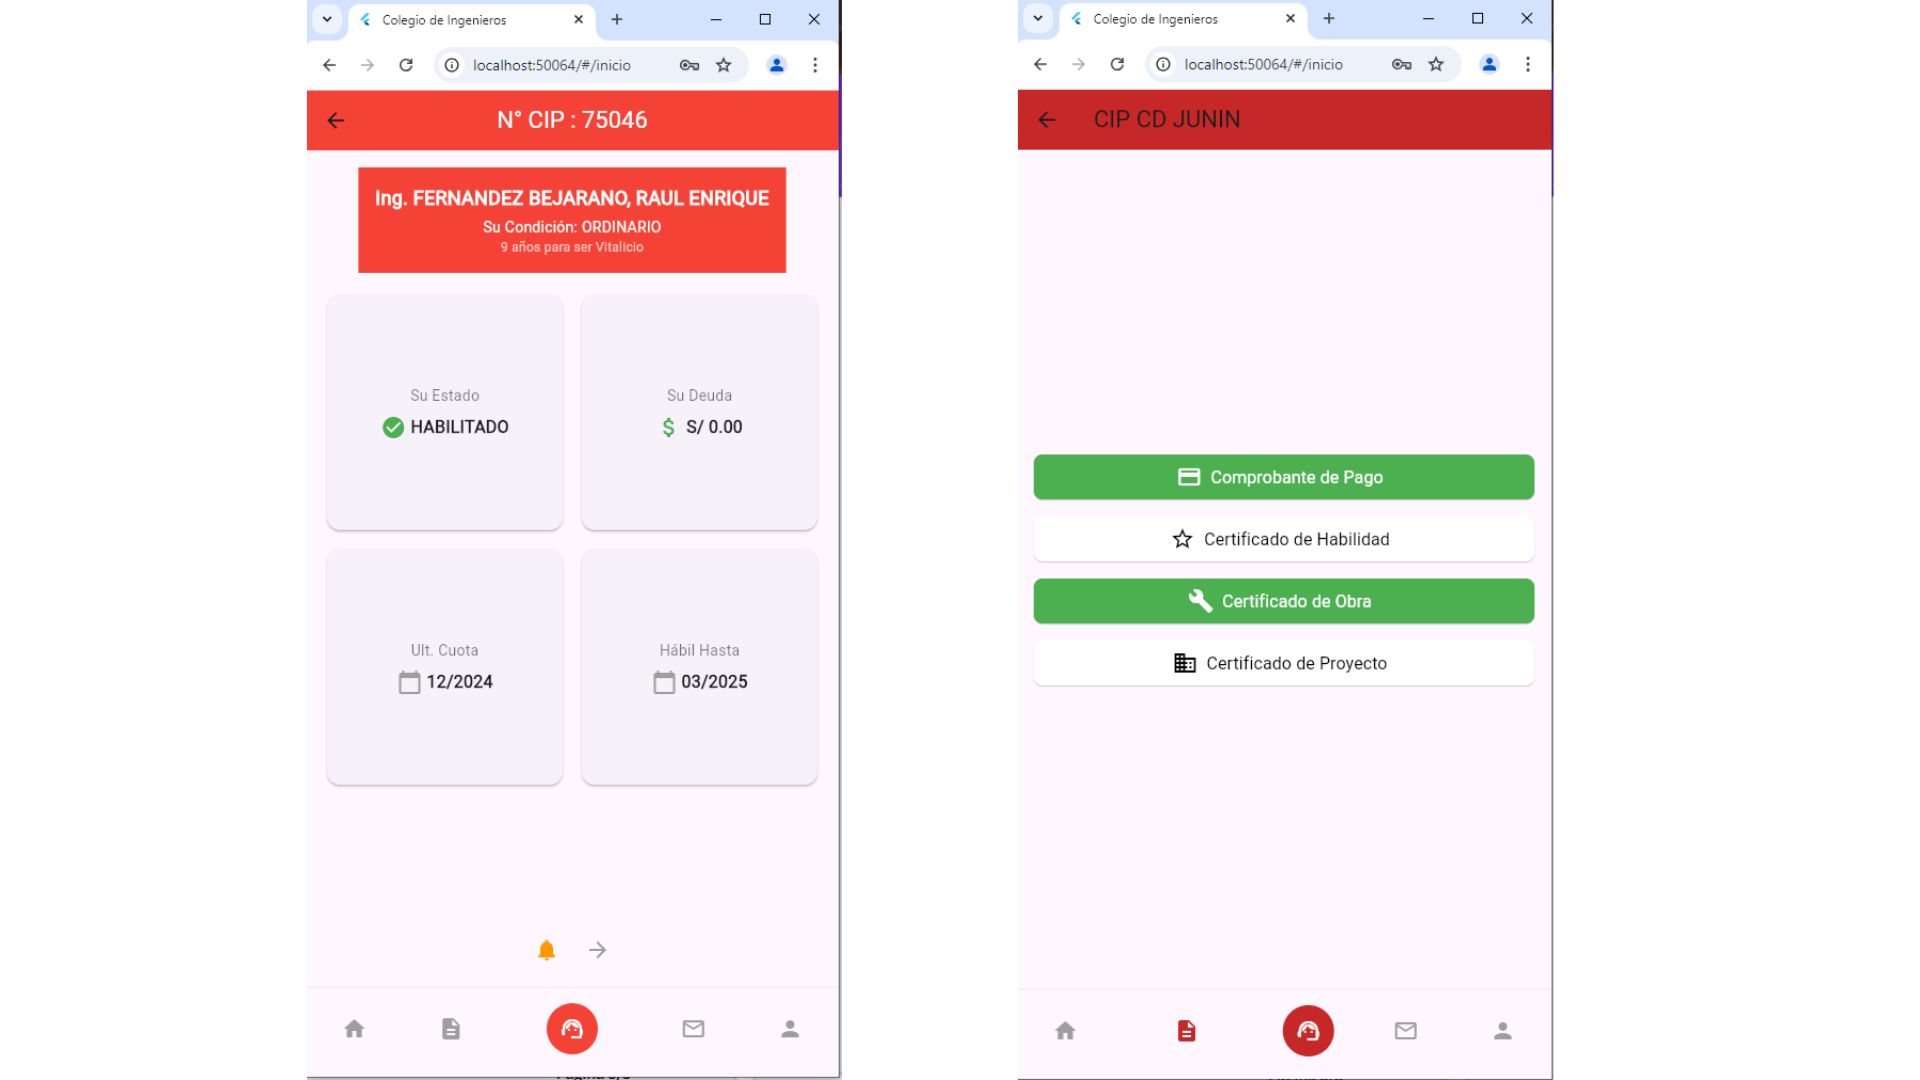 Colegio de Ingenieros
localhost:50064/#/inicio
N° CIP : 75046
Ing. FERNANDEZ BEJARANO, RAUL ENRIQUE
Su Condición: ORDINARIO
9 años para ser Vitalicio
Su Estado
HABILITADO
Su Deuda
$ S/ 0.00
Ult. Cuota
12/2024
Hábil Hasta
03/2025
Colegio de Ingenieros
localhost:50064/#/inicio
CIP CD JUNIN
Comprobante de Pago
Certificado de Habilidad
Certificado de Obra
Certificado de Proyecto